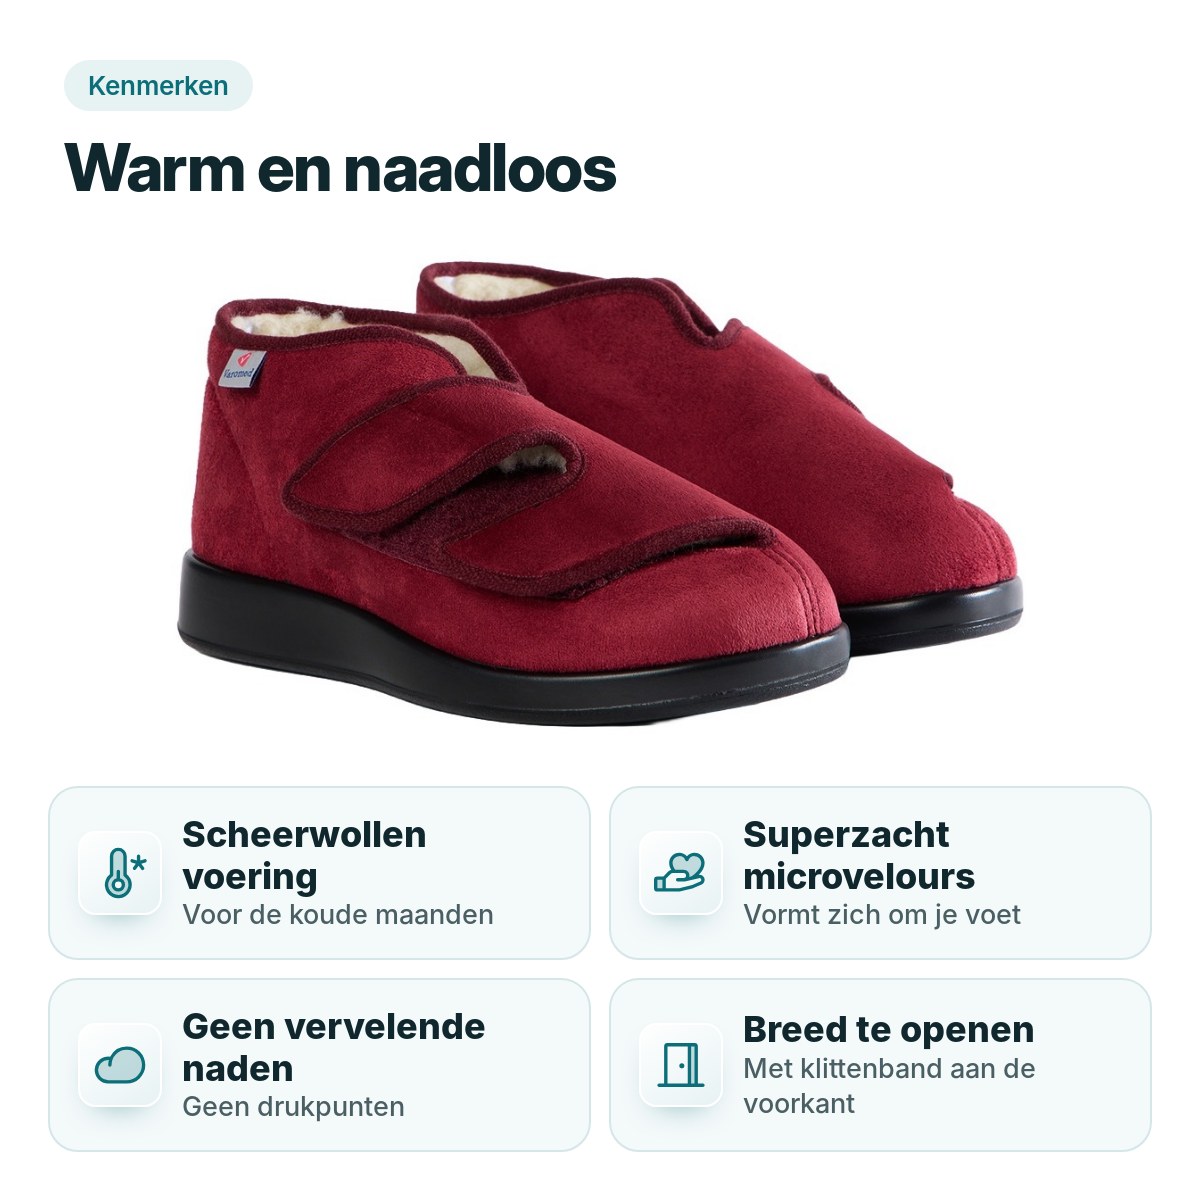 Kenmerken
Warm en naadloos
Varomed
Scheerwollen
voering
Voor de koude maanden
Superzacht
microvelours
Vormt zich om je voet
Geen vervelende
naden
Geen drukpunten
Breed te openen
Met klittenband aan de
voorkant